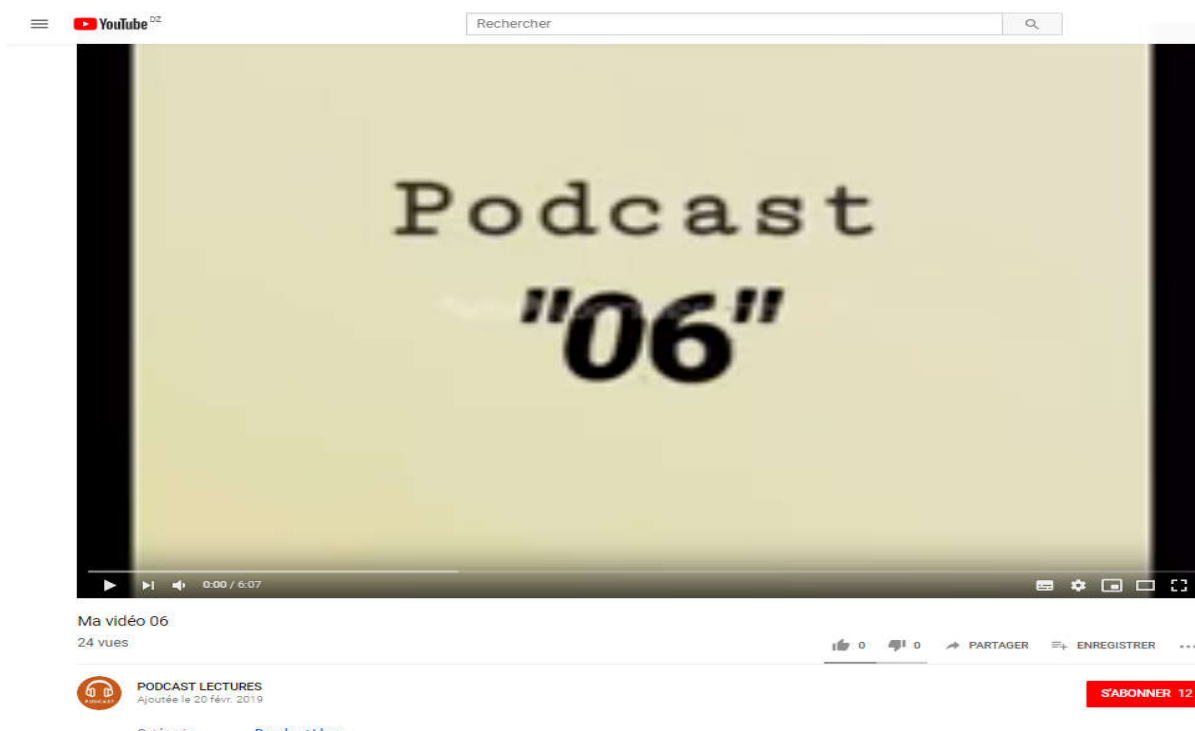 YouTube DZ
Rechercher
Podcast
"06"
0:00 / 6:07
Ma vidéo 06
24 vues
0 0 PARTAGER ENREGISTRER
PODCAST LECTURES
Ajoutée le 20 févr. 2019
S'ABONNER 12
PODCAST